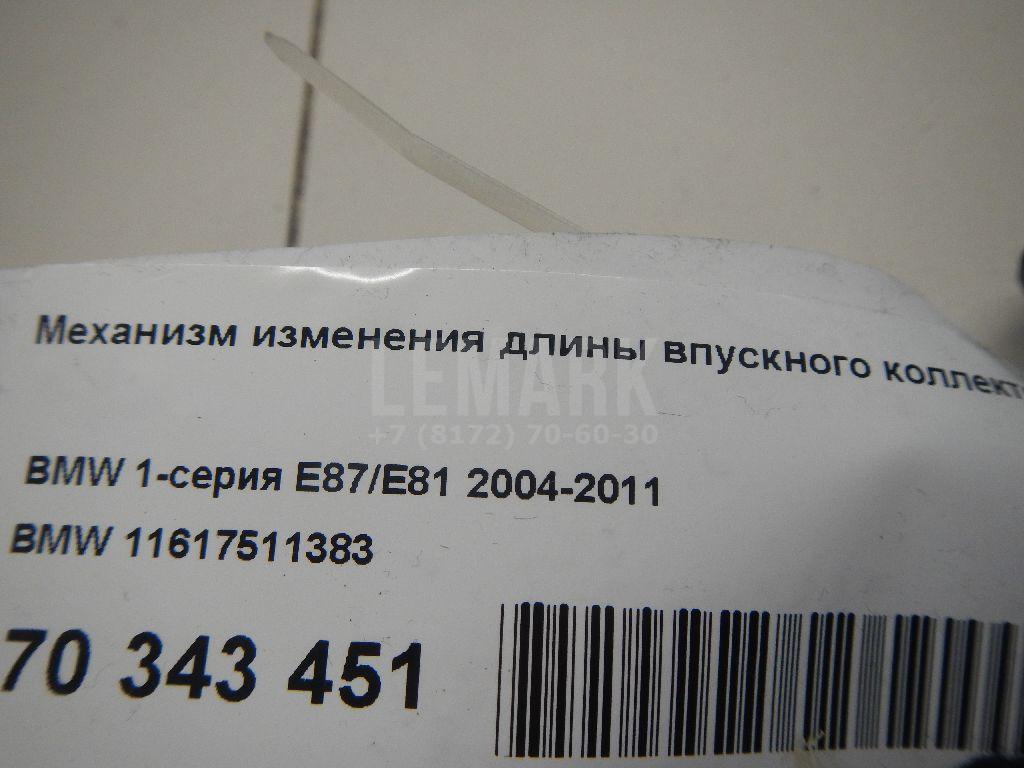 Механизм изменения длины впускного
LEMARK
+7 (8172) 70-60-30
BMW 1-серия E87/E81 2004-2011
BMW 11617511383
70 343 451